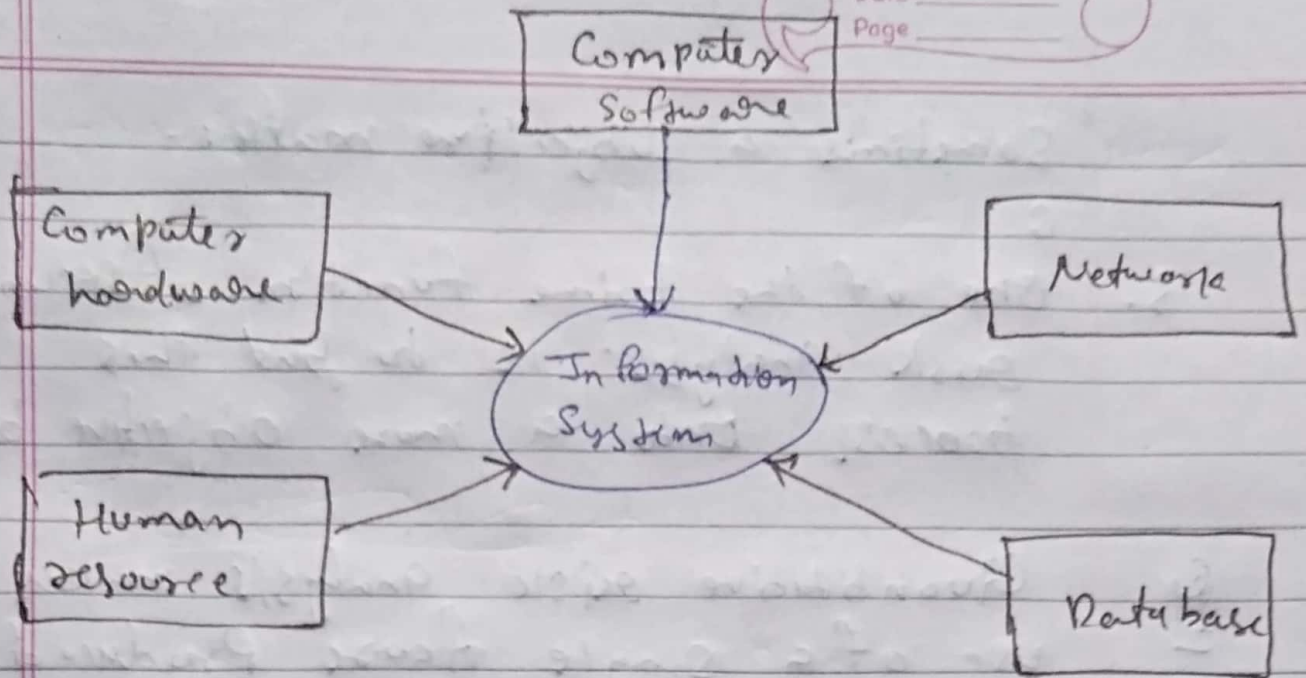 Page
Computer
Software
Computer
hardware
Network
Information
System
Human
resource
Database